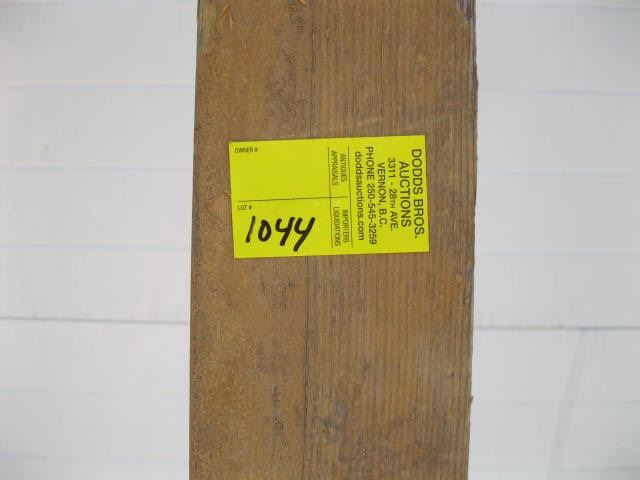 OWNER #
LOT #
1044
ANTIQUES
APPRAISALS
IMPORTERS
LIQUIDATIONS
DODDS BROS.
AUCTIONS
3311 - 28TH AVE.
VERNON, B.C.
PHONE 250-545-3259
doddsauctions.com